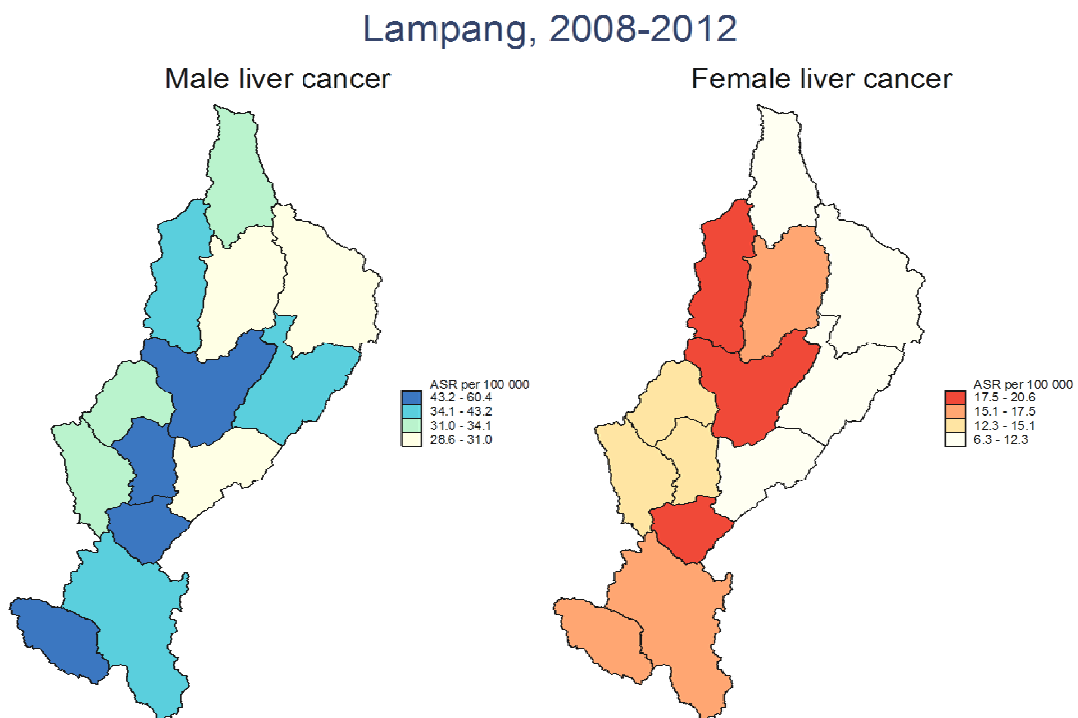 Lampang, 2008-2012
Male liver cancer
Female liver cancer
ASR per 100 000
43.2 - 60.4
34.1 - 43.2
31.0 - 34.1
28.6 - 31.0
ASR per 100 000
17.5 - 20.6
15.1 - 17.5
12.3 - 15.1
6.3 - 12.3